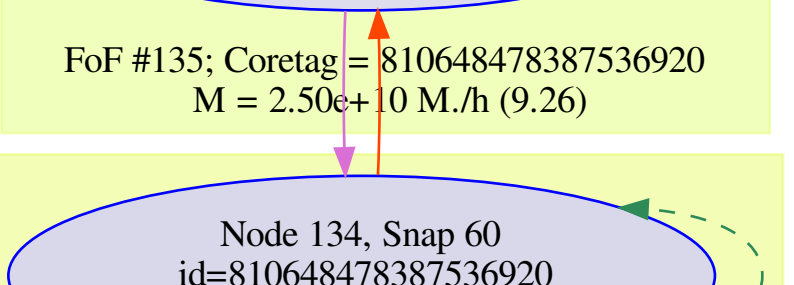 FoF #135; Coretag = 810648478387536920
M = 2.50e+10 M./h (9.26)
Node 134, Snap 60
id=810648478387536920